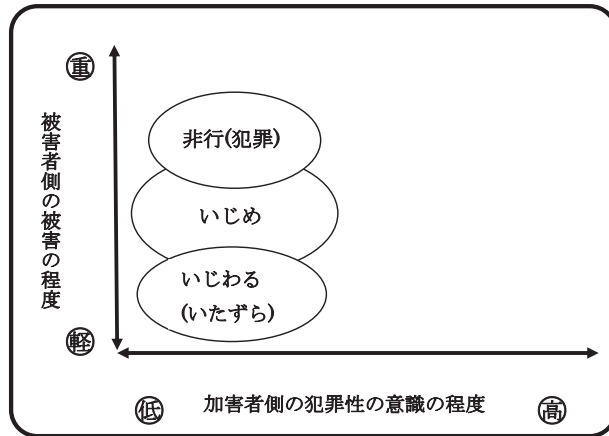 ㊥重
被害者側の被害の程度
非行(犯罪)
いじめ
いじわる
(いたずら)
軽
低
加害者側の犯罪性の意識の程度
高